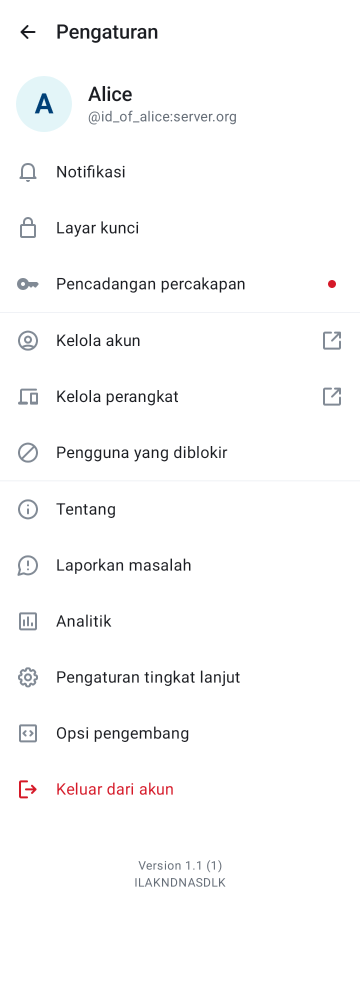 Pengaturan
A
Alice
@id_of_alice:server.org
Notifikasi
Layar kunci
Pencadangan percakapan
Kelola akun
Kelola perangkat
Pengguna yang diblokir
Tentang
Laporkan masalah
Analitik
Pengaturan tingkat lanjut
Opsi pengembang
Keluar dari akun
Version 1.1 (1)
ILAKNDNASDLK